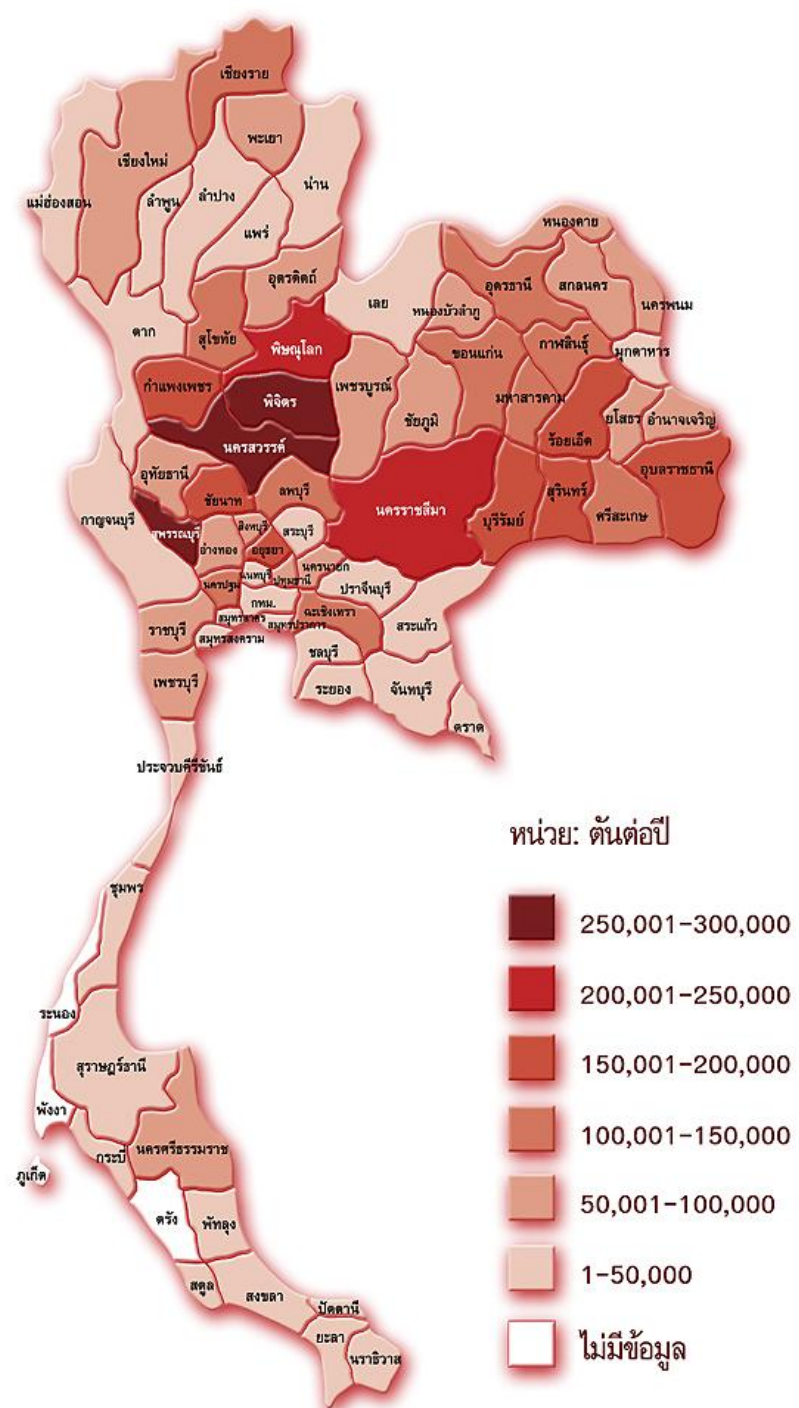 เชียงราย
พะเยา
เชียงใหม่
น่าน
แม่ฮ่องสอน
ลำพูน
ลำปาง
แพร่
หนองคาย
อุตรดิตถ์
เลย
อุดรธานี
สกลนคร
นครพนม
หนองบัวลำภู
ตาก
สุโขทัย
พิษณุโลก
ขอนแก่น
กาฬสินธุ์
มุกดาหาร
กำแพงเพชร
พิจิตร
เพชรบูรณ์
ชัยภูมิ
มหาสารคาม
ร้อยเอ็ด
ยโสธร
อำนาจเจริญ
นครสวรรค์
อุทัยธานี
อุบลราชธานี
ลพบุรี
ชัยนาท
นครราชสีมา
บุรีรัมย์
สุรินทร์
ศรีสะเกษ
กาญจนบุรี
สุพรรณบุรี
สิงหบุรี
สระบุรี
อ่างทอง
อยุธยา
นครนายก
นครปฐม
นนทบุรี
ปทุมธานี
ปราจีนบุรี
กทม.
ฉะเชิงเทรา
สมุทรสาคร
สมุทรปราการ
สระแก้ว
ราชบุรี
สมุทรสงคราม
ชลบุรี
เพชรบุรี
ระยอง
จันทบุรี
ตราด
ประจวบคีรีขันธ์
ชุมพร
ระนอง
สุราษฎร์ธานี
พังงา
กระบี่
นครศรีธรรมราช
ภูเก็ต
ตรัง
พัทลุง
สตูล
สงขลา
ปัตตานี
ยะลา
นราธิวาส
หน่วย: ตันต่อปี
250,001-300,000
200,001-250,000
150,001-200,000
100,001-150,000
50,001-100,000
1-50,000
ไม่มีข้อมูล